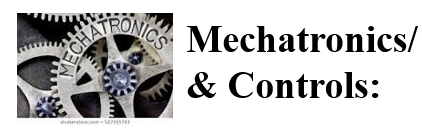 MECHATRONICS
Mechatronics/
& Controls:
shutterstock.com • 527555743